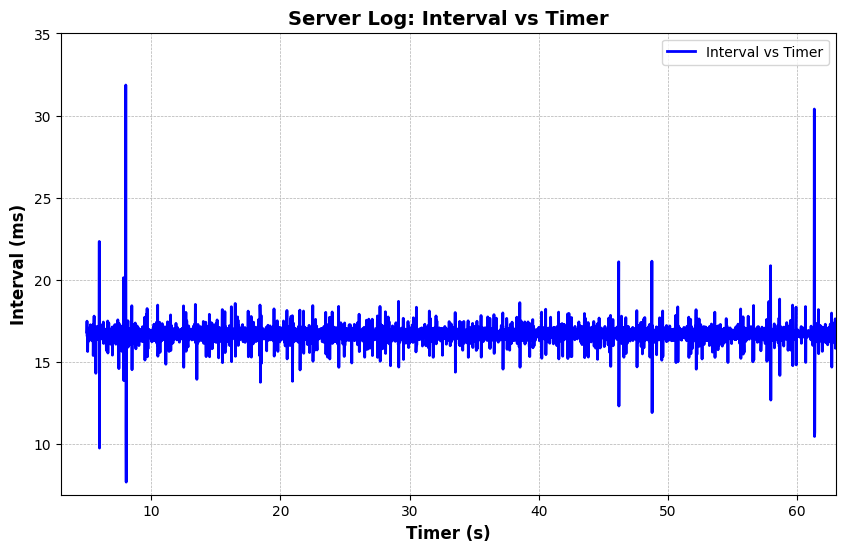 Server Log: Interval vs Timer
Interval vs Timer
35
30
25
20
15
10
Interval (ms)
10 20 30 40 50 60
Timer (s)